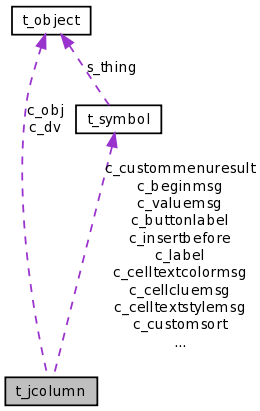 t_object
s_thing
c_obj
c_dv
t_symbol
c_custommenuresult
c_beginmsg
c_valuemsg
c_buttonlabel
c_insertbefore
c_label
c_celltextcolormsg
c_cellcluemsg
c_celltextstylemsg
c_customsort
...
t_jcolumn